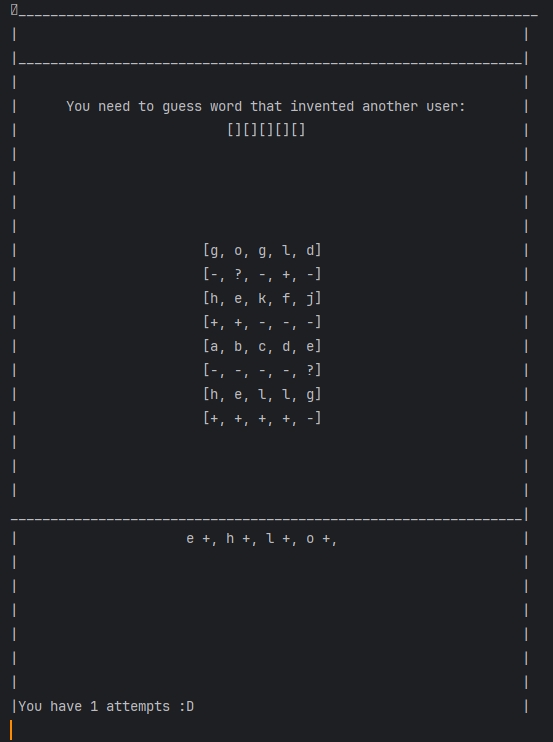 You need to guess word that invented another user:
[][][][][]
[g, o, g, l, d]
[-, ?, -, +, -]
[h, e, k, f, j]
[+, +, -, -, -]
[a, b, c, d, e]
[-, -, -, -, ?]
[h, e, l, l, g]
[+, +, +, +, -]
e +, h +, l +, o +,
You have 1 attempts :D